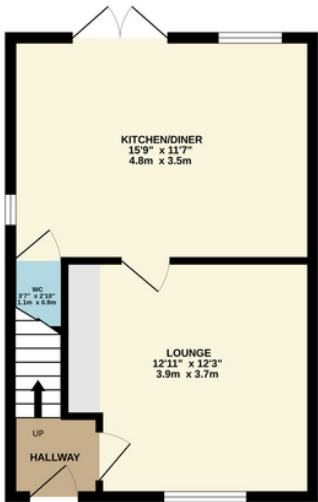 KITCHEN/DINER
15'9" x 11'7"
4.8m x 3.5m
WC
3'7" x 2'10"
1.1m x 0.9m
LOUNGE
12'11" x 12'3"
3.9m x 3.7m
UP
HALLWAY